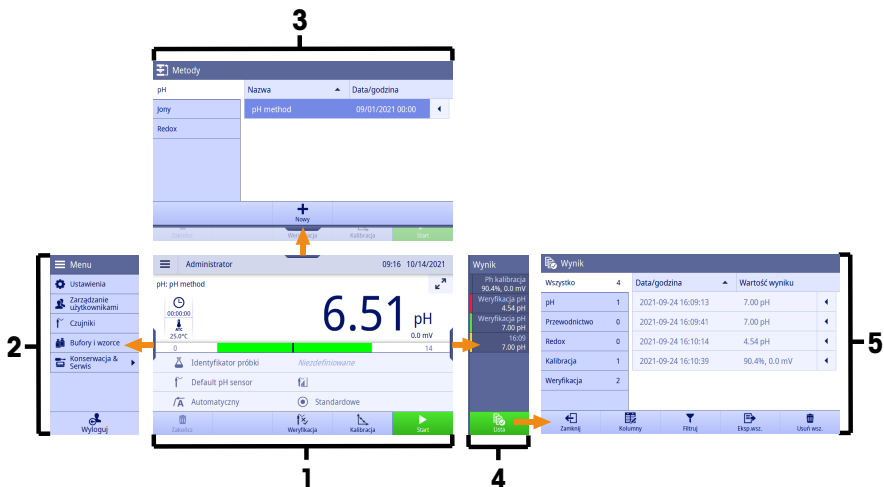 3
Metody
pH
Nazwa
Data/godzina
Jony
pH method
09/01/2021 00:00
Redox
Nowy
Zakończ
Weryfikacja
Kalibracja
Start
2
Menu
Ustawienia
Zarządzanie
użytkownikami
Czujniki
Bufory i wzorce
Konserwacja &
Serwis
Wyloguj
Administrator
09:16 10/14/2021
pH: pH method
00:00:00
ATC
25.0°C
6.51 pH
0.0 mV
0
14
Identyfikator próbki
Niezdefiniowane
Default pH sensor
Automatyczny
Standardowe
Zakończ
Weryfikacja
Kalibracja
Start
1
Wynik
Ph kalibracja
90.4%, 0.0 mV
Weryfikacja pH
4.54 pH
Weryfikacja pH
7.00 pH
16:09
7.00 pH
Lista
4
Wynik
Wszystko 4
Data/godzina
Wartość wyniku
pH 1
2021-09-24 16:09:13
7.00 pH
Przewodnictwo 0
2021-09-24 16:09:41
7.00 pH
Redox 0
2021-09-24 16:10:14
4.54 pH
Kalibracja 1
2021-09-24 16:10:39
90.4%, 0.0 mV
Weryfikacja 2
Zamknij
Kolumny
Filtruj
Eksp.wsz.
Usuń wsz.
5